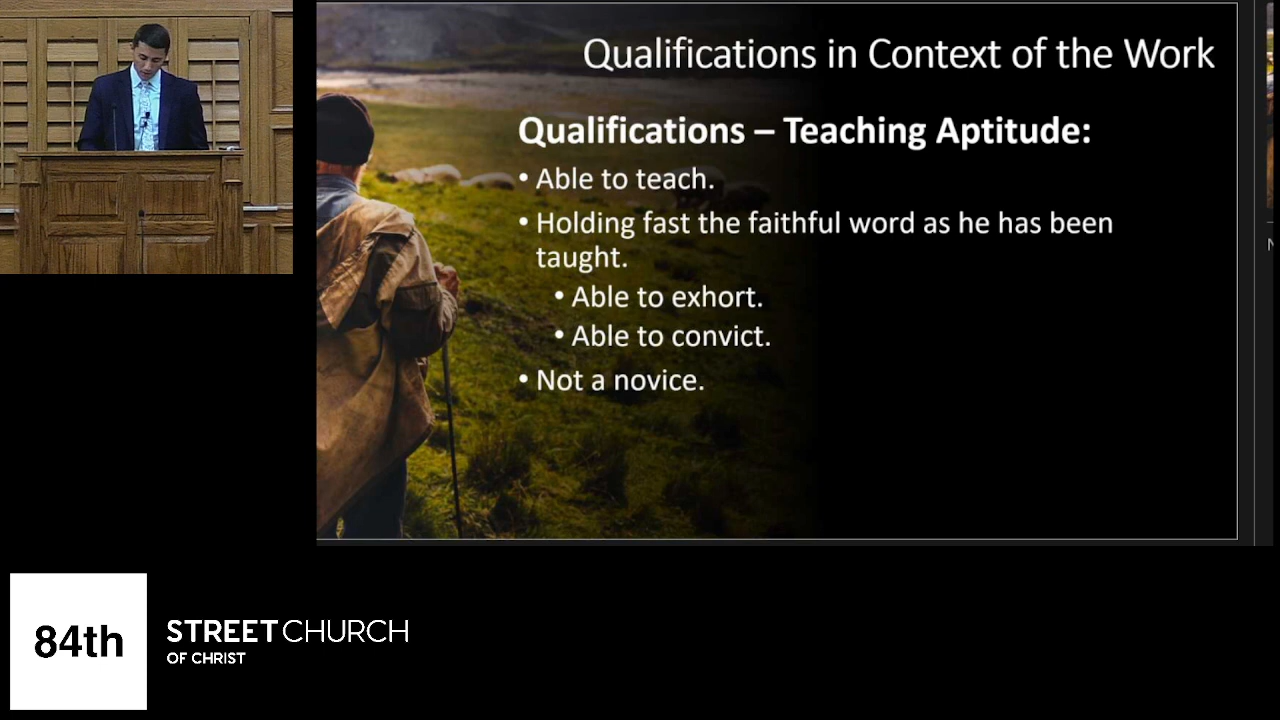 Qualifications in Context of the Work
Qualifications – Teaching Aptitude:
• Able to teach.
• Holding fast the faithful word as he has been
taught.
• Able to exhort.
• Able to convict.
• Not a novice.
84th
STREET CHURCH
OF CHRIST